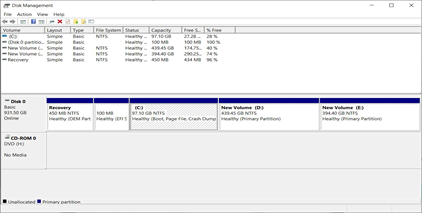 Disk Management
File Action View Help
Volume Layout Type File System Status Capacity Free S... % Free
(C:) Simple Basic NTFS Healthy ... 97.10 GB 27.28 ... 28 %
(Disk 0 partitio... Simple Basic Healthy ... 100 MB 100 MB 100 %
New Volume (... Simple Basic NTFS Healthy ... 439.45 GB 174.75... 40 %
New Volume (... Simple Basic NTFS Healthy ... 394.40 GB 290.25... 74 %
Recovery Simple Basic NTFS Healthy ... 450 MB 434 MB 96 %
Disk 0
Basic
931.50 GB
Online
Recovery
450 MB NTFS
Healthy (OEM Part
100 MB
Healthy (EFI S
(C:)
97.10 GB NTFS
Healthy (Boot, Page File, Crash Dump
New Volume (D:)
439.45 GB NTFS
Healthy (Primary Partition)
New Volume (E:)
394.40 GB NTFS
Healthy (Primary Partition)
CD-ROM 0
DVD (H:)
No Media
Unallocated Primary partition